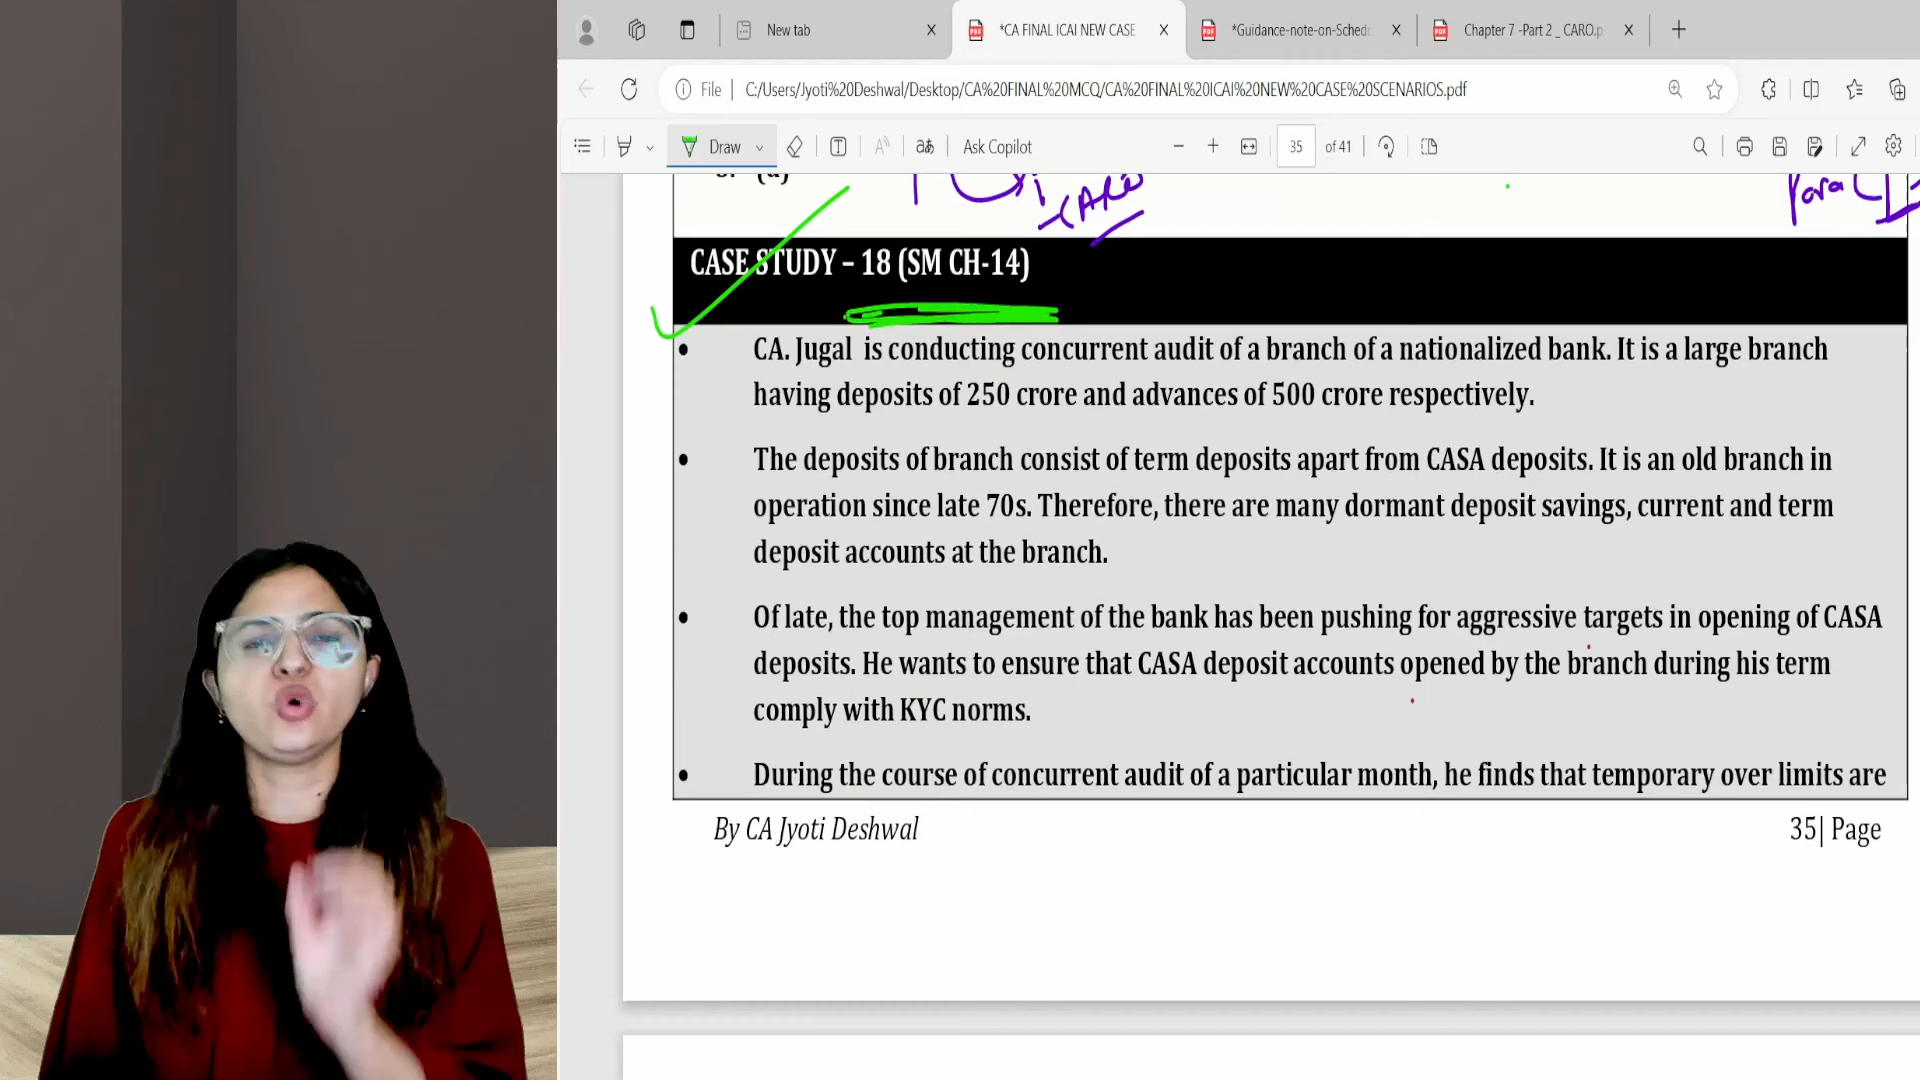 New tab
*CA FINAL ICAI NEW CASE
*Guidance-note-on-Schedu
Chapter 7 -Part 2 _ CARO.p
File
C:/Users/Jyoti%20Deshwal/Desktop/CA%20FINAL%20MCQ/CA%20FINAL%20ICAI%20NEW%20CASE%20SCENARIOS.pdf
Draw
Ask Copilot
35 of 41
CARO
Para
CASE STUDY – 18 (SM CH-14)
• CA. Jugal is conducting concurrent audit of a branch of a nationalized bank. It is a large branch
having deposits of 250 crore and advances of 500 crore respectively.
• The deposits of branch consist of term deposits apart from CASA deposits. It is an old branch in
operation since late 70s. Therefore, there are many dormant deposit savings, current and term
deposit accounts at the branch.
• Of late, the top management of the bank has been pushing for aggressive targets in opening of CASA
deposits. He wants to ensure that CASA deposit accounts opened by the branch during his term
comply with KYC norms.
• During the course of concurrent audit of a particular month, he finds that temporary over limits are
By CA Jyoti Deshwal
35| Page